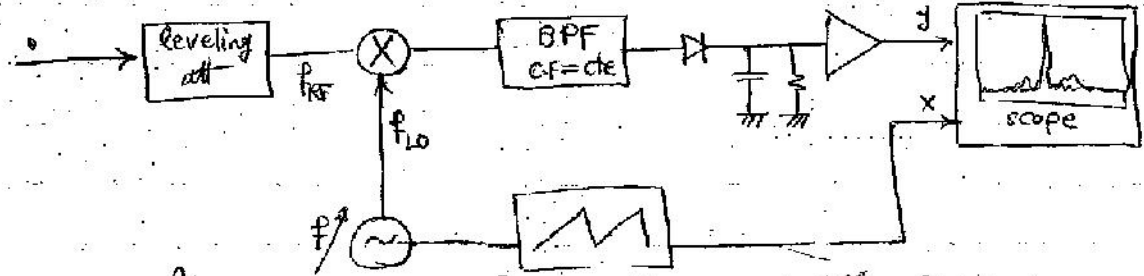 leveling
att
f_RF
X
BPF
C.F = cte
y
x
scope
f_LO
f
~